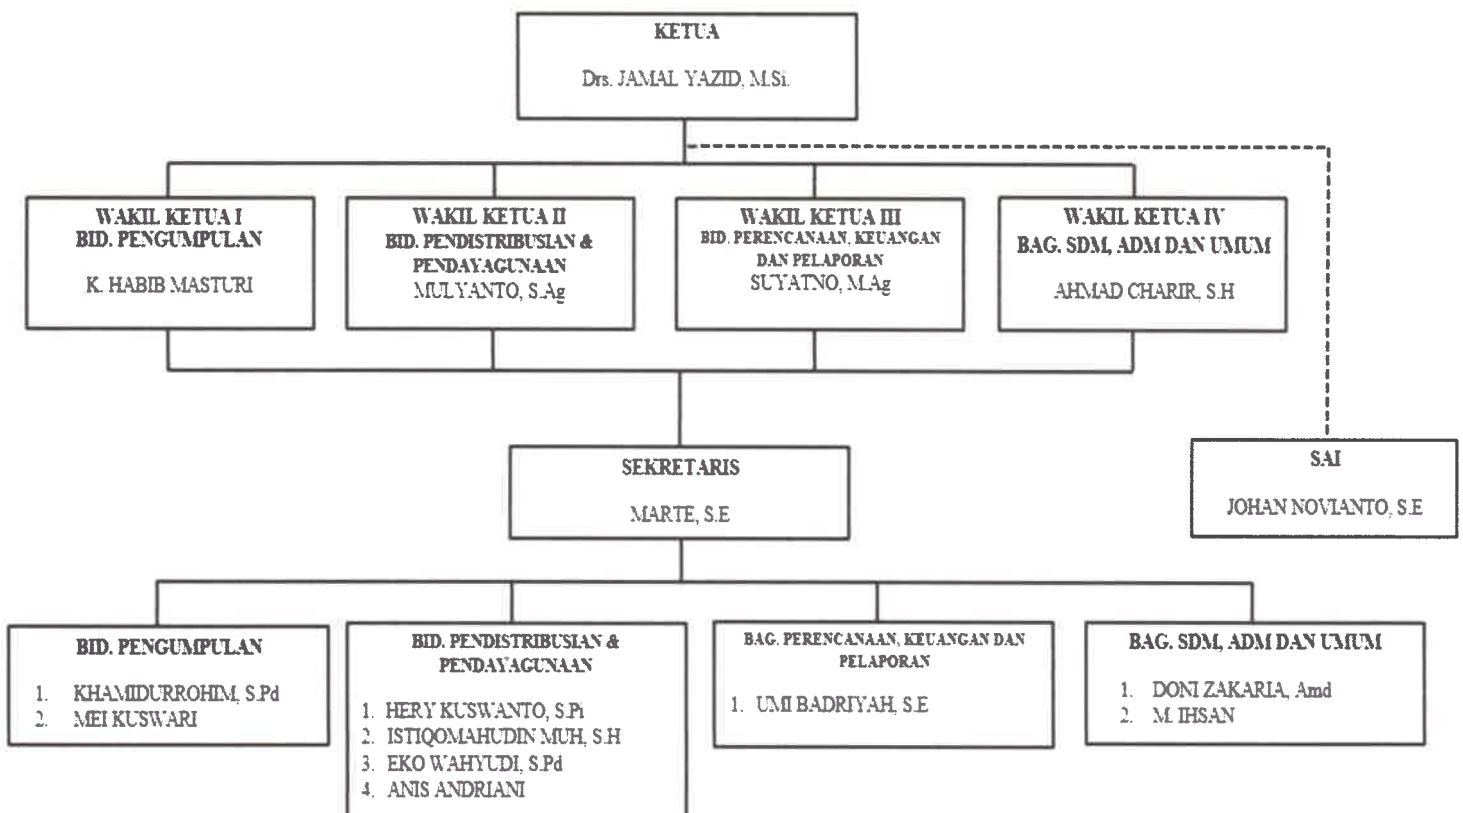 KETUA
Drs. JAMAL YAZID, M.Si.
WAKIL KETUA I
BID. PENGUMPULAN
K. HABIB MASTURI
WAKIL KETUA II
BID. PENDISTRIBUSIAN &
PENDAYAGUNAAN
MULYANTO, S.Ag
WAKIL KETUA III
BID. PERENCANAAN, KEUANGAN
DAN PELAPORAN
SUYATNO, M.Ag
WAKIL KETUA IV
BAG. SDM, ADM DAN UMUM
AHMAD CHARIR, S.H
SEKRETARIS
MARTE, S.E
SAI
JOHAN NOVIANTO, S.E
BID. PENGUMPULAN
1. KHAMIDURROHIM, S.Pd
2. MEI KUSWARI
BID. PENDISTRIBUSIAN &
PENDAYAGUNAAN
1. HERY KUSWANTO, S.Pi
2. ISTIQOMAHUDIN MUH, S.H
3. EKO WAHYUDI, S.Pd
4. ANIS ANDRIANI
BAG. PERENCANAAN, KEUANGAN DAN
PELAPORAN
1. UMI BADRIYAH, S.E
BAG. SDM, ADM DAN UMUM
1. DONI ZAKARIA, Amd
2. M. IHSAN